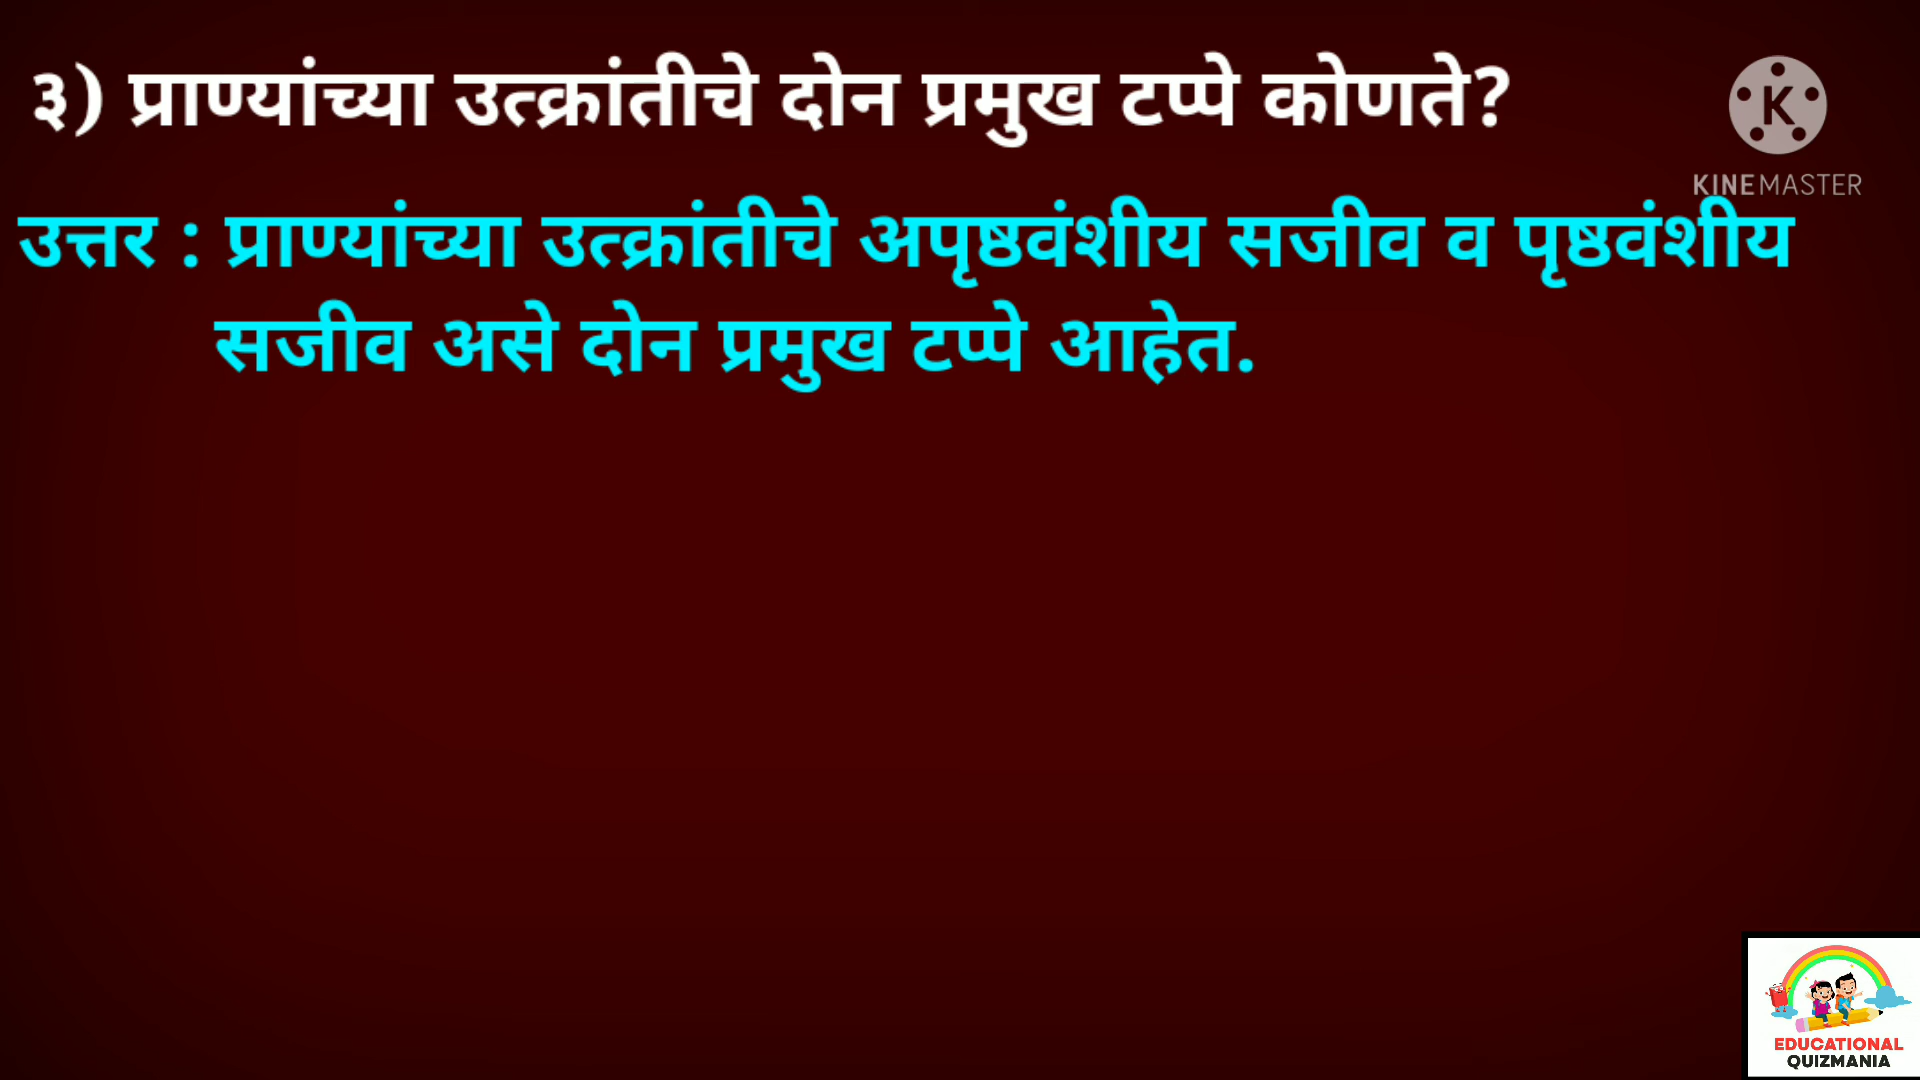 ३) प्राण्यांच्या उत्क्रांतीचे दोन प्रमुख टप्पे कोणते?
KINEMASTER
उत्तर : प्राण्यांच्या उत्क्रांतीचे अपृष्ठवंशीय सजीव व पृष्ठवंशीय
सजीव असे दोन प्रमुख टप्पे आहेत.
EDUCATIONAL
QUIZMANIA